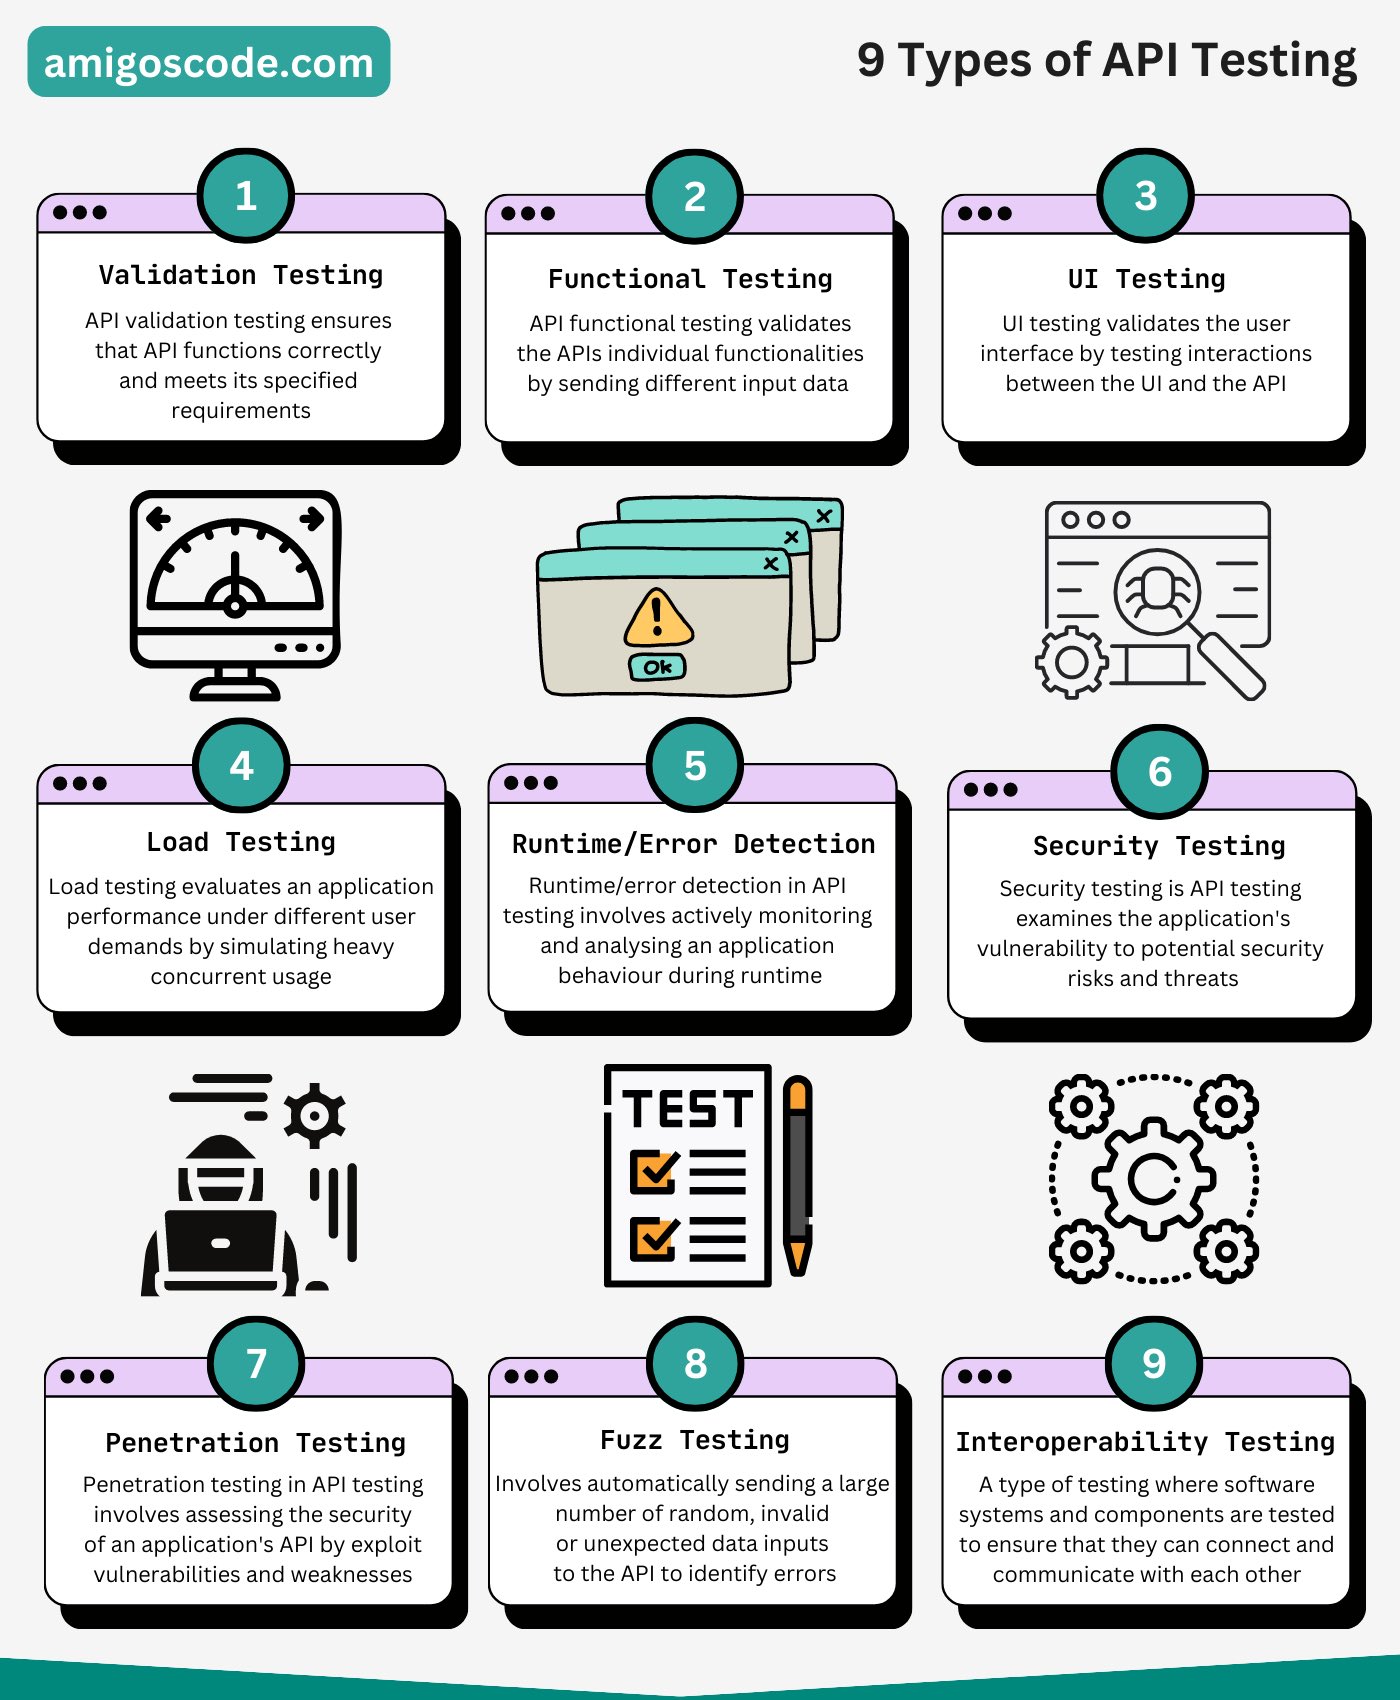 amigoscode.com
9 Types of API Testing
1
Validation Testing
API validation testing ensures
that API functions correctly
and meets its specified
requirements
2
Functional Testing
API functional testing validates
the APIs individual functionalities
by sending different input data
3
UI Testing
UI testing validates the user
interface by testing interactions
between the UI and the API
Ok
4
Load Testing
Load testing evaluates an application
performance under different user
demands by simulating heavy
concurrent usage
5
Runtime/Error Detection
Runtime/error detection in API
testing involves actively monitoring
and analysing an application
behaviour during runtime
6
Security Testing
Security testing is API testing
examines the application's
vulnerability to potential security
risks and threats
TEST
7
Penetration Testing
Penetration testing in API testing
involves assessing the security
of an application's API by exploit
vulnerabilities and weaknesses
8
Fuzz Testing
Involves automatically sending a large
number of random, invalid
or unexpected data inputs
to the API to identify errors
9
Interoperability Testing
A type of testing where software
systems and components are tested
to ensure that they can connect and
communicate with each other